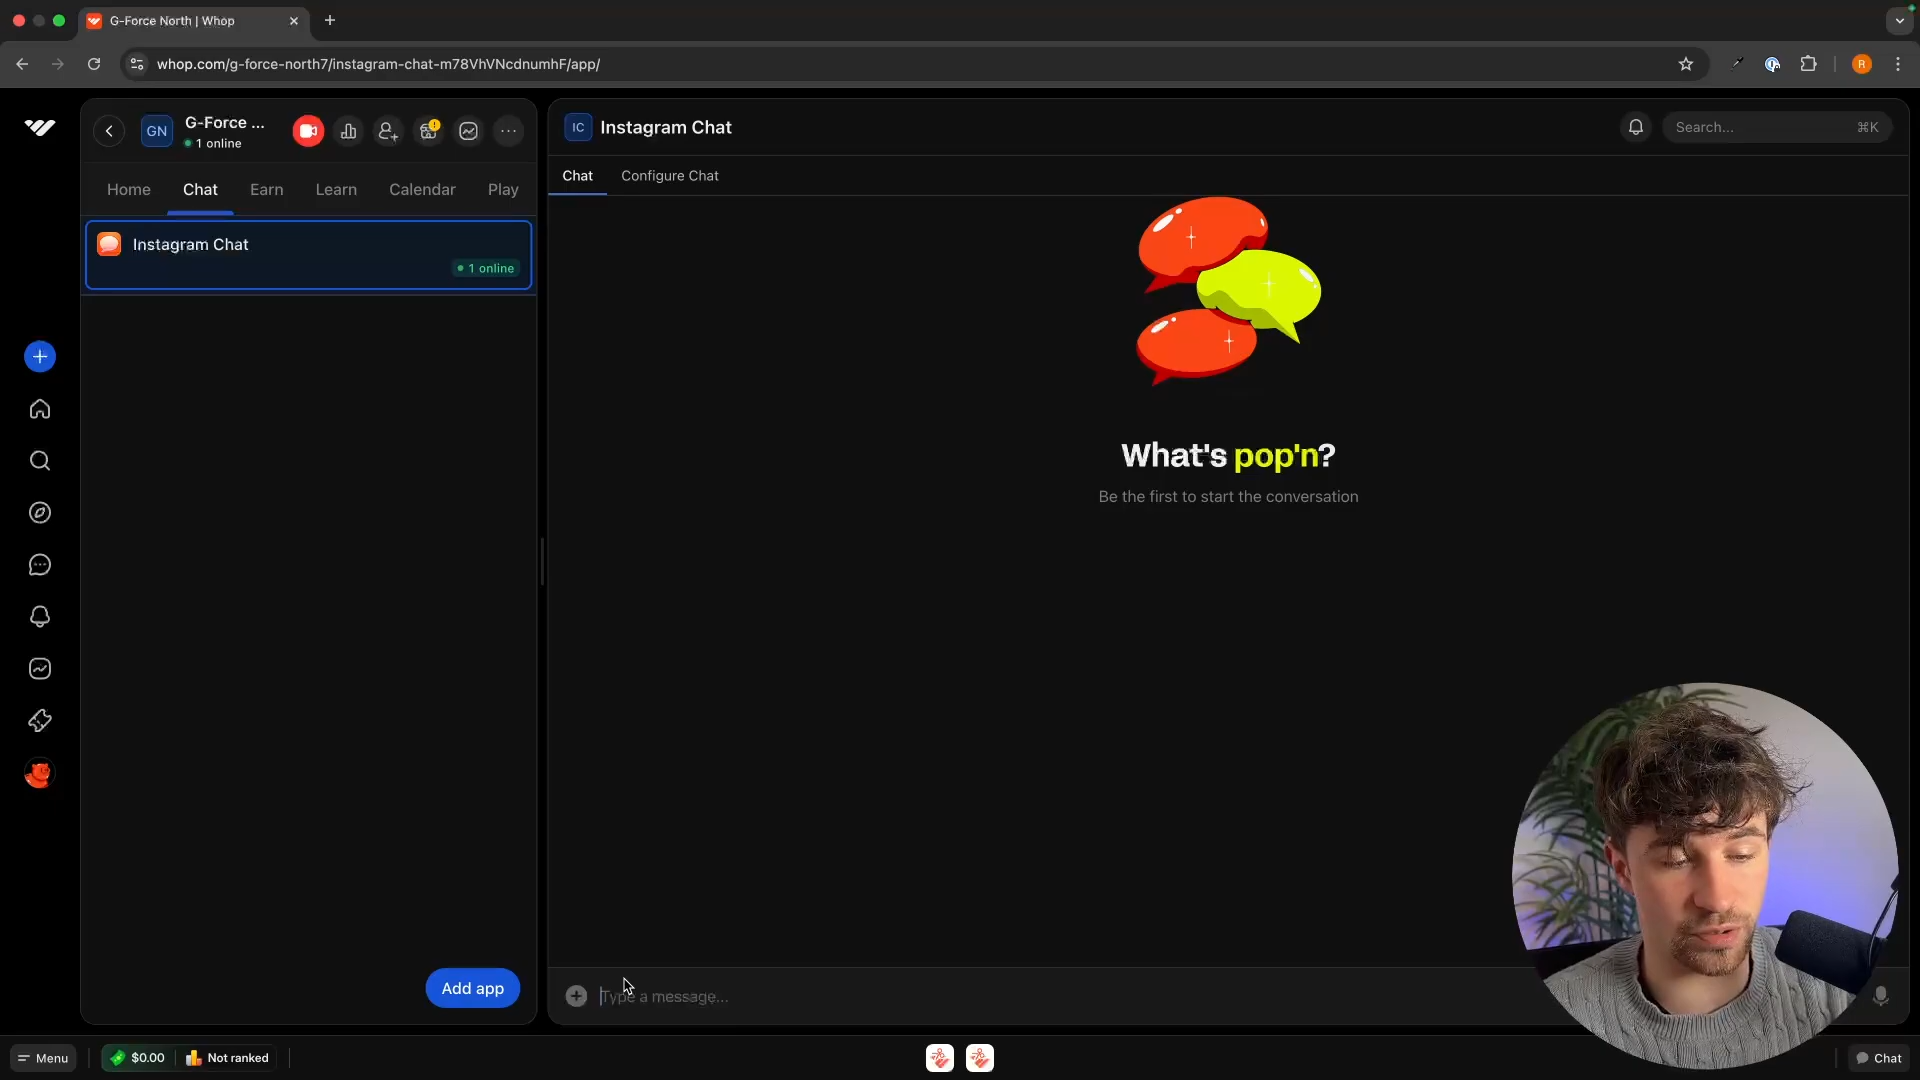 G-Force North | Whop
whop.com/g-force-north7/instagram-chat-m78VhVNcdnumhF/app/
R
GN
G-Force ...
1 online
Home
Chat
Earn
Learn
Calendar
Play
Instagram Chat
1 online
Add app
IC
Instagram Chat
Search...
⌘K
Chat
Configure Chat
What's pop'n?
Be the first to start the conversation
Type a message...
Menu
$0.00
Not ranked
Chat